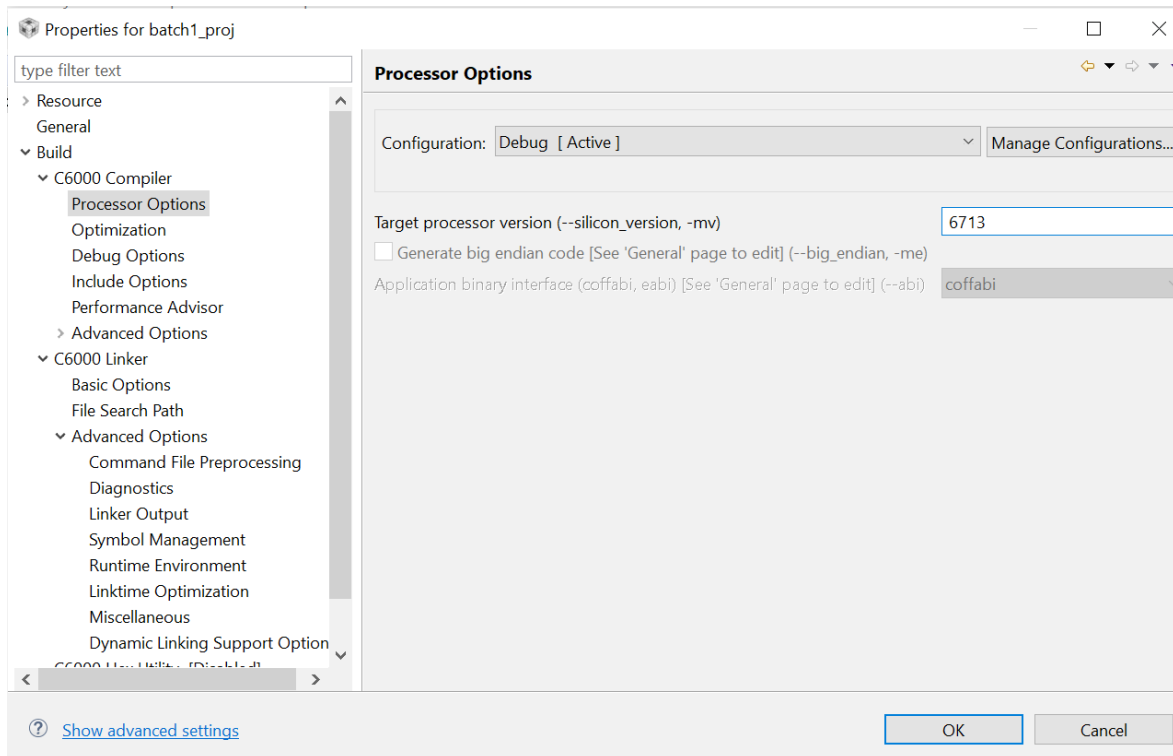 Properties for batch1_proj
type filter text
Resource
General
Build
C6000 Compiler
Processor Options
Optimization
Debug Options
Include Options
Performance Advisor
Advanced Options
C6000 Linker
Basic Options
File Search Path
Advanced Options
Command File Preprocessing
Diagnostics
Linker Output
Symbol Management
Runtime Environment
Linktime Optimization
Miscellaneous
Dynamic Linking Support Option
C6000 Hex Utility [Disabled]
Processor Options
Configuration: Debug [ Active ] Manage Configurations...
Target processor version (--silicon_version, -mv) 6713
Generate big endian code [See 'General' page to edit] (--big_endian, -me)
Application binary interface (coffabi, eabi) [See 'General' page to edit] (--abi) coffabi
Show advanced settings
OK Cancel